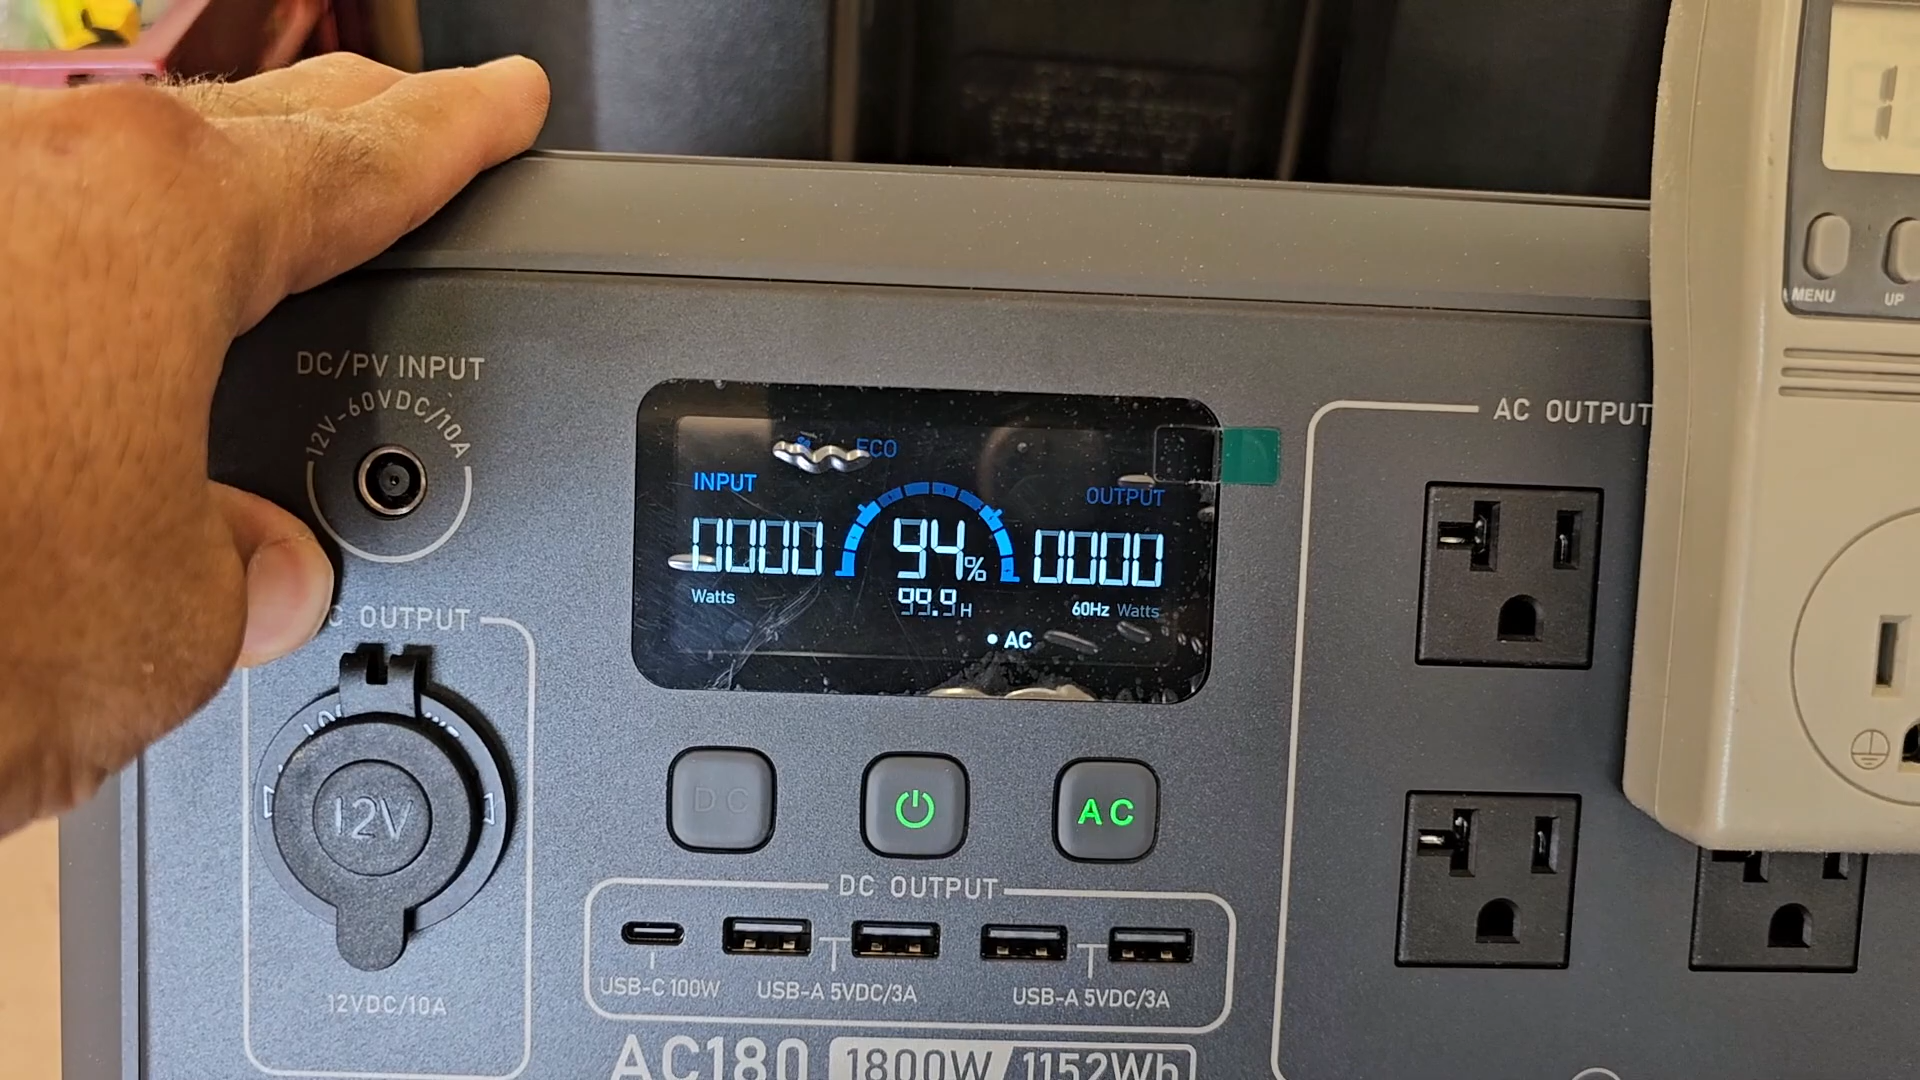 MENU
UP
DC/PV INPUT
12V-60VDC/10A
ECO
INPUT
OUTPUT
0000
94%
0000
Watts
99.9H
60Hz Watts
AC
AC OUTPUT
C OUTPUT
12V
12VDC/10A
DC
AC
DC OUTPUT
USB-C 100W
USB-A 5VDC/3A
USB-A 5VDC/3A
AC180
1800W/1152Wh